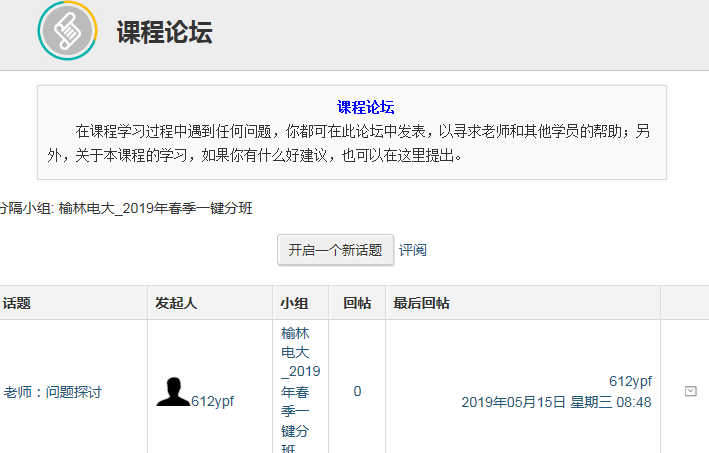 课程论坛
课程论坛
在课程学习过程中遇到任何问题，你都可在此论坛中发表，以寻求老师和其他学员的帮助；另
外，关于本课程的学习，如果你有什么好建议，也可以在这里提出。
分隔小组: 榆林电大_2019年春季一键分班
开启一个新话题 评阅
话题 发起人 小组 回帖 最后回帖
老师：问题探讨
612ypf
榆林
电大
_2019
年春
季一
键分
班
0
612ypf
2019年05月15日 星期三 08:48